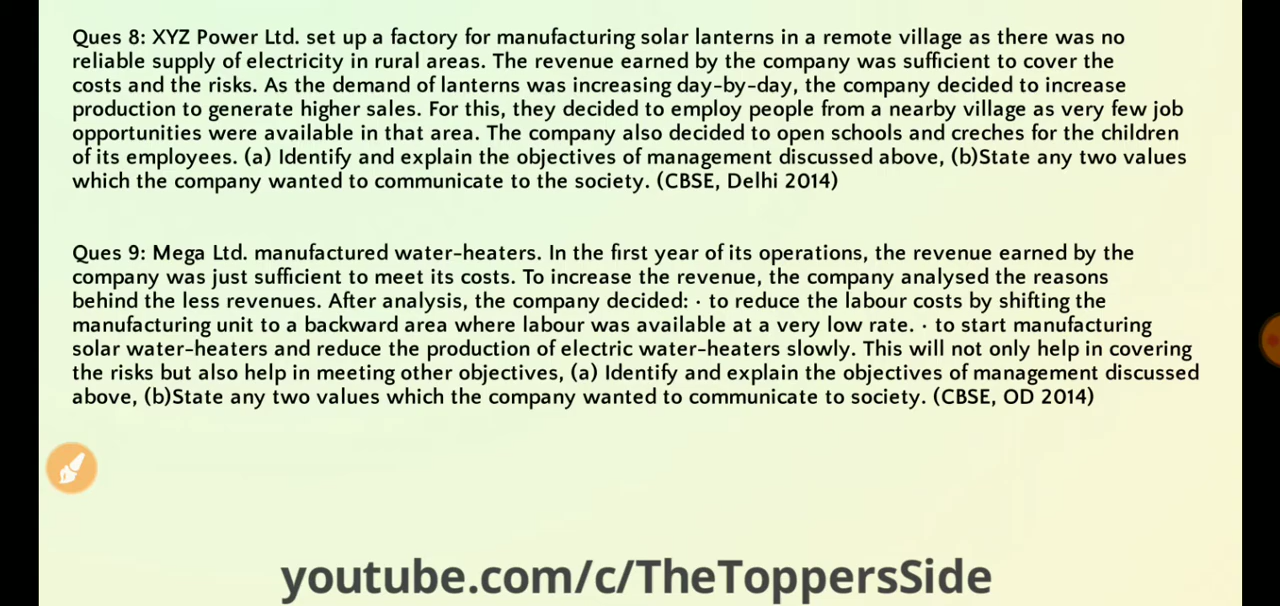 Ques 8: XYZ Power Ltd. set up a factory for manufacturing solar lanterns in a remote village as there was no
reliable supply of electricity in rural areas. The revenue earned by the company was sufficient to cover the
costs and the risks. As the demand of lanterns was increasing day-by-day, the company decided to increase
production to generate higher sales. For this, they decided to employ people from a nearby village as very few job
opportunities were available in that area. The company also decided to open schools and creches for the children
of its employees. (a) Identify and explain the objectives of management discussed above, (b)State any two values
which the company wanted to communicate to the society. (CBSE, Delhi 2014)
Ques 9: Mega Ltd. manufactured water-heaters. In the first year of its operations, the revenue earned by the
company was just sufficient to meet its costs. To increase the revenue, the company analysed the reasons
behind the less revenues. After analysis, the company decided: · to reduce the labour costs by shifting the
manufacturing unit to a backward area where labour was available at a very low rate. · to start manufacturing
solar water-heaters and reduce the production of electric water-heaters slowly. This will not only help in covering
the risks but also help in meeting other objectives, (a) Identify and explain the objectives of management discussed
above, (b)State any two values which the company wanted to communicate to society. (CBSE, OD 2014)
youtube.com/c/TheToppersSide